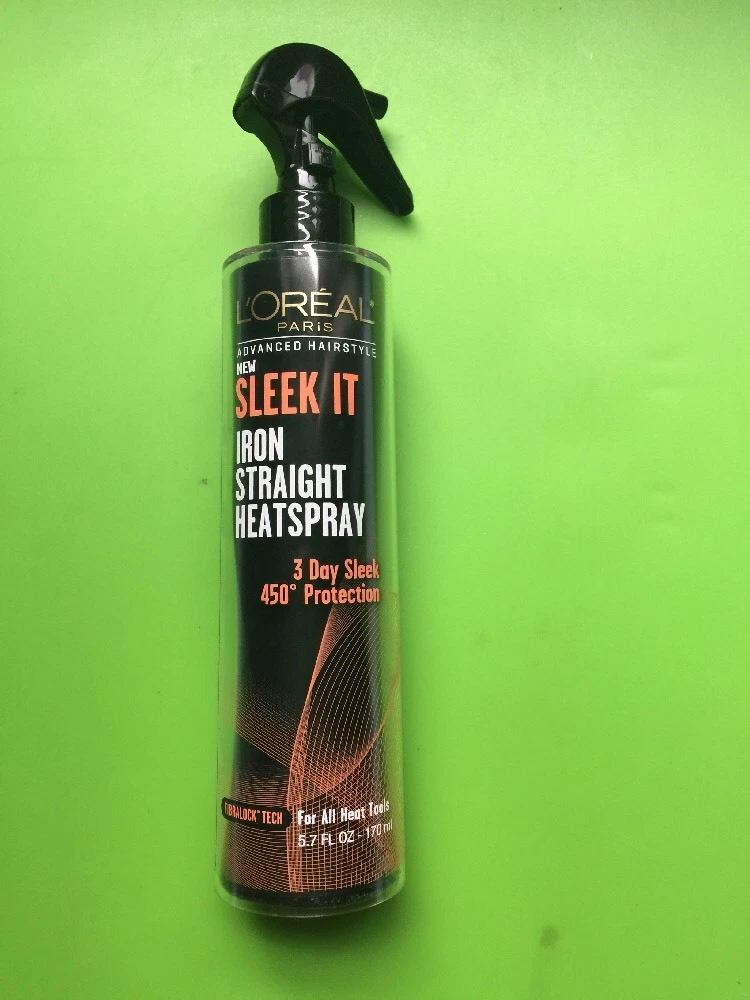 L'ORÉAL®
PARIS
ADVANCED HAIRSTYLE
NEW
SLEEK IT
IRON
STRAIGHT
HEATSPRAY
3 Day Sleek
450° Protection
FIBRALOCK™ TECH
For All Heat Tools
5.7 FL OZ - 170 ml